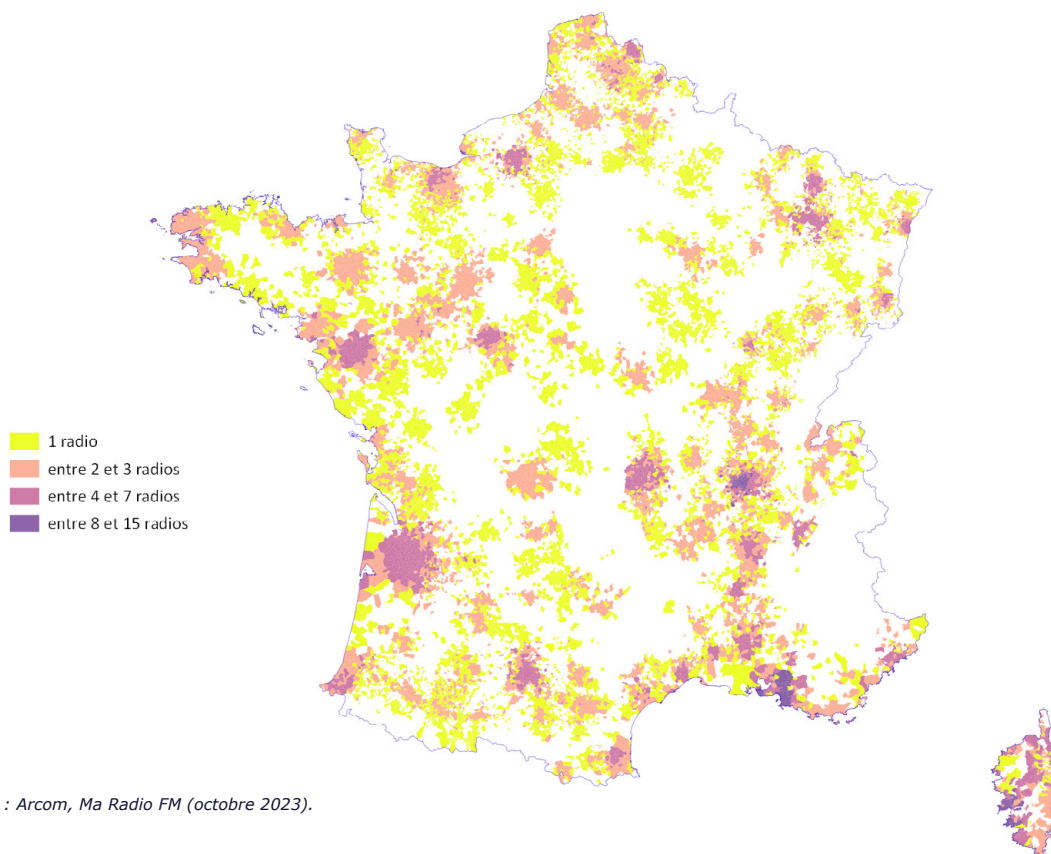 1 radio
entre 2 et 3 radios
entre 4 et 7 radios
entre 8 et 15 radios
: Arcom, Ma Radio FM (octobre 2023).